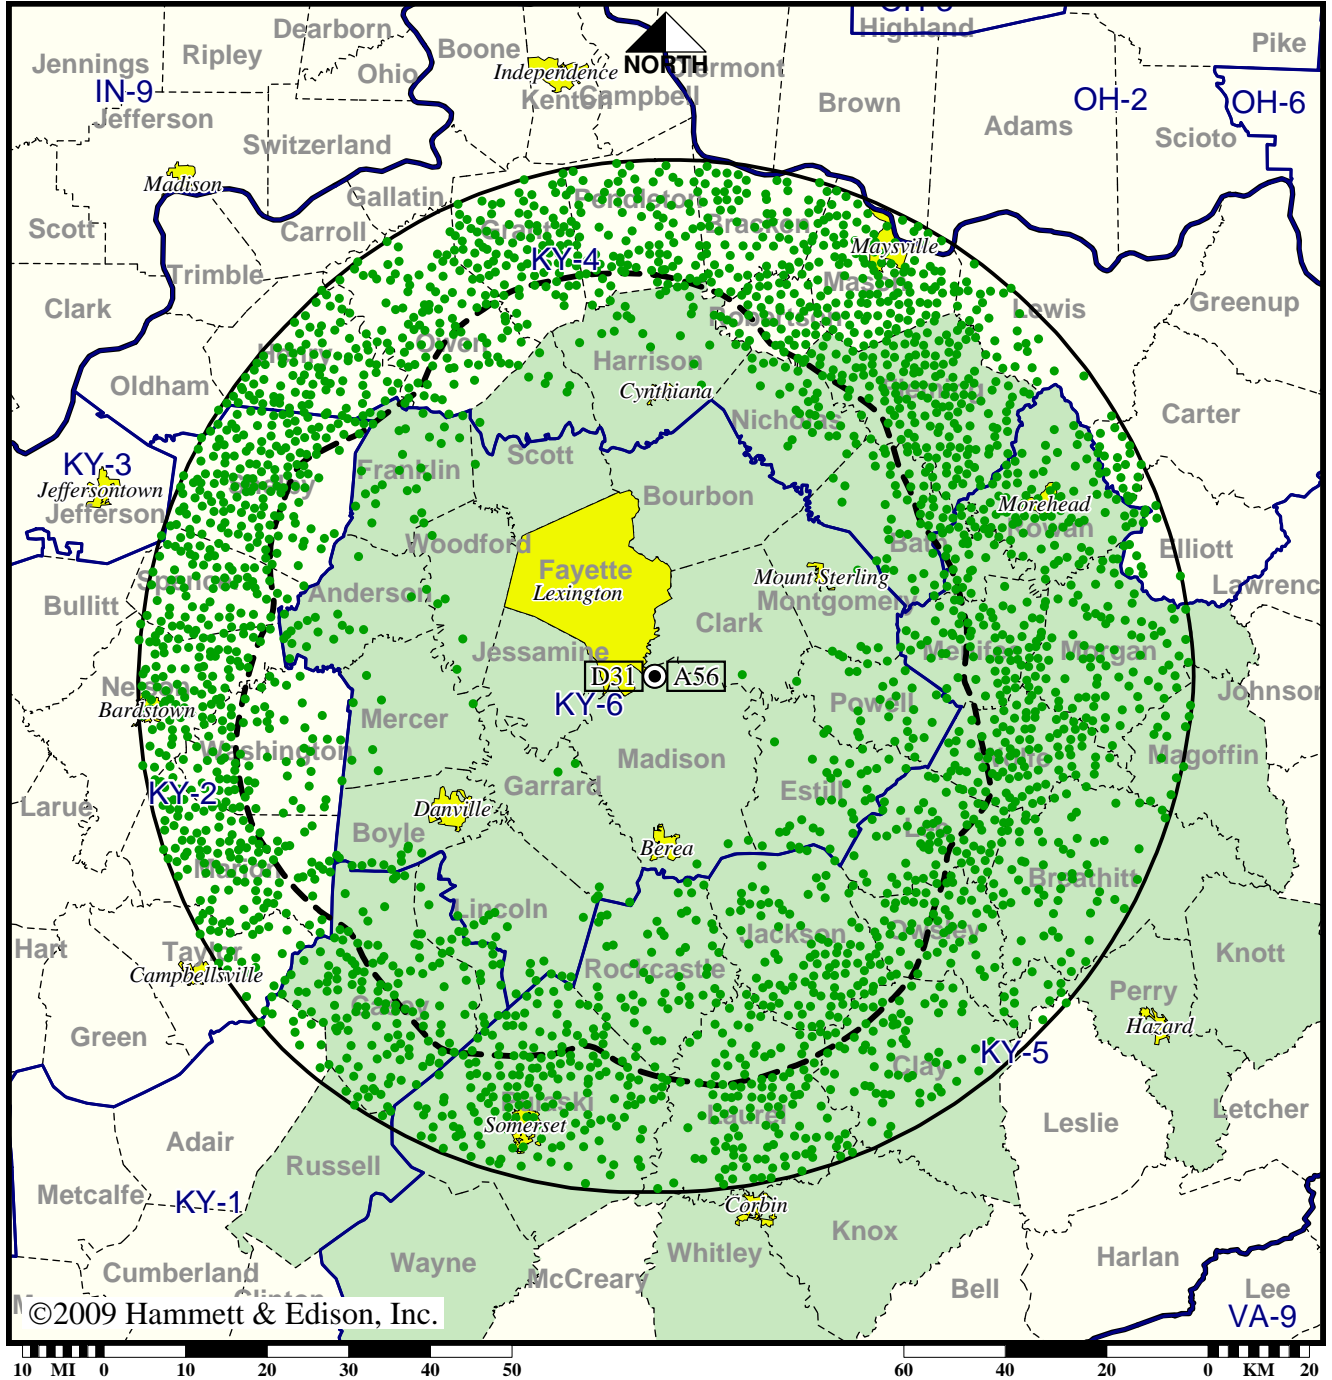 OH-3
Dearborn
Highland
Boone
Pike
Ripley
Jennings
Ohio
Independence
NORTH
Clermont
IN-9
Kenton
Campbell
Brown
OH-2
OH-6
Jefferson
Adams
Scioto
Switzerland
Madison
Gallatin
Pendleton
Scott
Carroll
Grant
Bracken
Maysville
KY-4
Trimble
Mason
Lewis
Greenup
Clark
Robertson
Owen
Henry
Harrison
Oldham
Cynthiana
Fleming
Carter
Nicholas
KY-3
Franklin
Scott
Jeffersontown
Shelby
Bourbon
Morehead
Jefferson
Rowan
Woodford
Bath
Elliott
Spencer
Fayette
Mount Sterling
Lawrenc
Bullitt
Anderson
Lexington
Montgomery
Clark
Jessamine
Menifee
Morgan
Nelson
D31
A56
Johnson
Bardstown
KY-6
Powell
Mercer
Washington
Madison
Wolfe
Magoffin
KY-2
Garrard
Estill
Larue
Danville
Boyle
Lee
Berea
Marion
Breathitt
Lincoln
Hart
Taylor
Jackson
Owsley
Knott
Campbellsville
Rockcastle
Perry
Casey
Hazard
Green
KY-5
Clay
Pulaski
Laurel
Letcher
Somerset
Leslie
Adair
Russell
Metcalfe
KY-1
Corbin
Knox
Whitley
Harlan
Wayne
Cumberland
McCreary
Bell
Lee
Clinton
©2009 Hammett & Edison, Inc.
VA-9
10 MI 0 10 20 30 40 50 60 40 20 0 KM 20